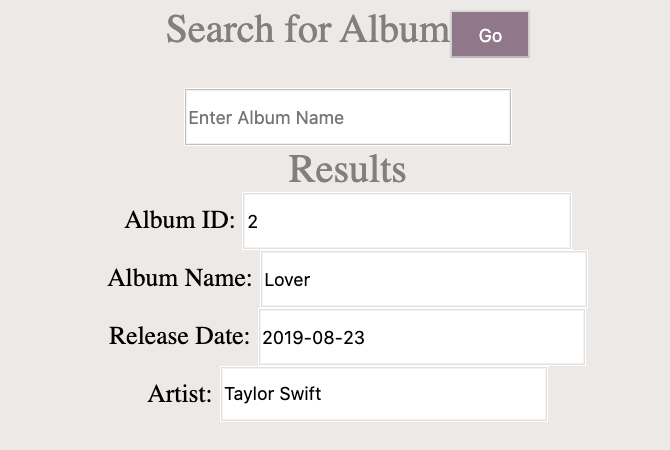 Search for Album Go
Enter Album Name
Results
Album ID: 2
Album Name: Lover
Release Date: 2019-08-23
Artist: Taylor Swift